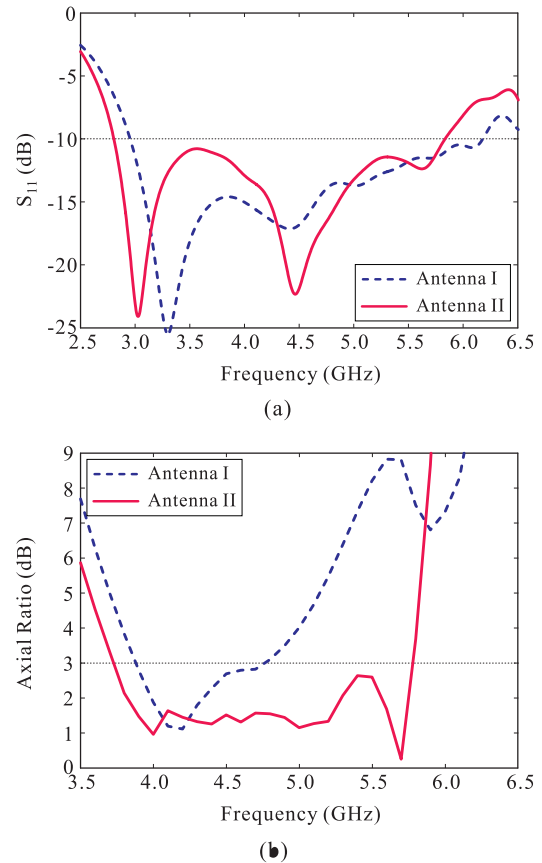 0
-5
-10
-15
-20
-25
S11 (dB)
Antenna I
Antenna II
2.5 3.0 3.5 4.0 4.5 5.0 5.5 6.0 6.5
Frequency (GHz)
(a)
9
8
7
6
5
4
3
2
1
0
Axial Ratio (dB)
Antenna I
Antenna II
3.5 4.0 4.5 5.0 5.5 6.0 6.5
Frequency (GHz)
(b)